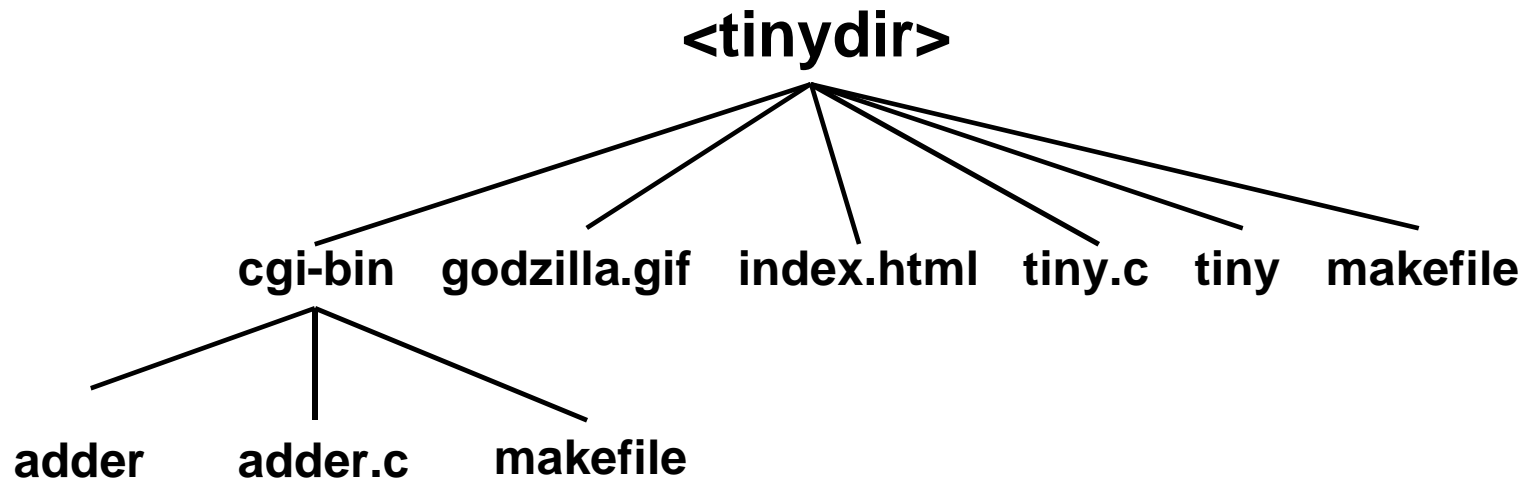 <tinydir>
cgi-bin godzilla.gif index.html tiny.c tiny makefile
adder adder.c makefile